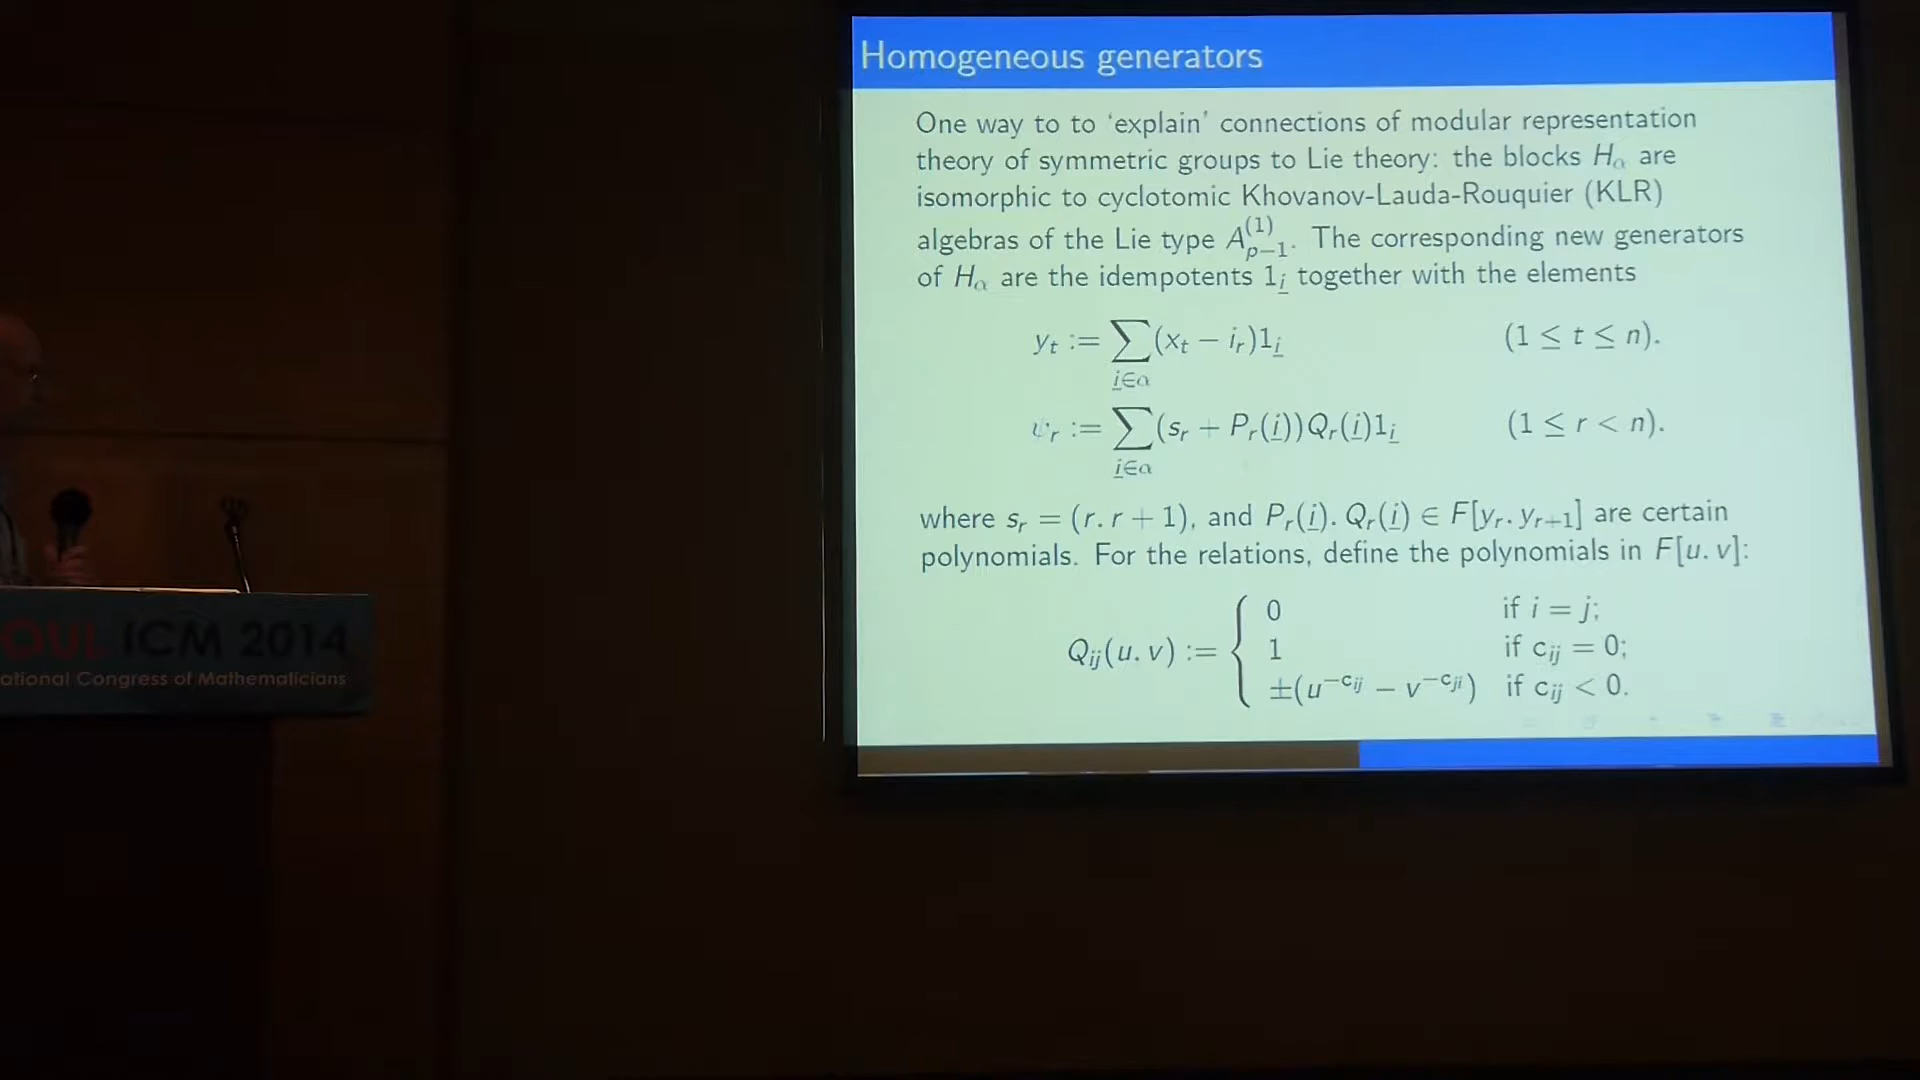 Homogeneous generators
One way to to ‘explain’ connections of modular representation
theory of symmetric groups to Lie theory: the blocks H_α are
isomorphic to cyclotomic Khovanov-Lauda-Rouquier (KLR)
algebras of the Lie type A^{(1)}_{p−1}. The corresponding new generators
of H_α are the idempotents 1_i together with the elements
y_t := ∑_{i∈α} (x_t − i_r)1_i (1 ≤ t ≤ n).
ψ_r := ∑_{i∈α} (s_r + P_r(i))Q_r(i)1_i (1 ≤ r < n).
where s_r = (r, r + 1), and P_r(i), Q_r(i) ∈ F[y_r, y_{r+1}] are certain
polynomials. For the relations, define the polynomials in F[u, v]:
Q_{ij}(u, v) := { 0 if i = j;
1 if c_{ij} = 0;
±(u^{−c_{ij}} − v^{−c_{ji}}) if c_{ij} < 0.
OUL ICM 2014
ational Congress of Mathematicians